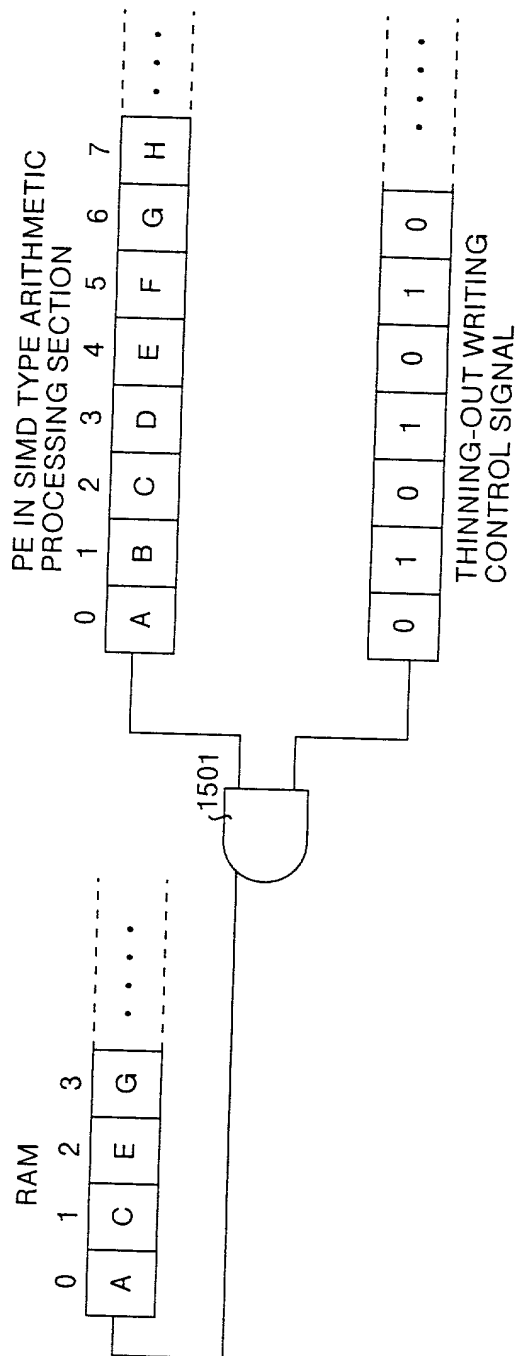 PE IN SIMD TYPE ARITHMETIC
PROCESSING SECTION
0 1 2 3 4 5 6 7
A B C D E F G H
1501
0 1 0 1 0 1 0
THINNING-OUT WRITING
CONTROL SIGNAL
RAM
0 1 2 3
A C E G